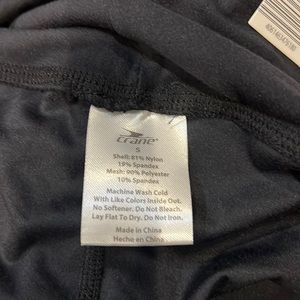 crane
S
Shell: 81% Nylon
19% Spandex
Mesh: 90% Polyester
10% Spandex
Machine Wash Cold
With Like Colors Inside Out.
No Softener. Do Not Bleach.
Lay Flat To Dry. Do Not Iron.
Made in China
Hecho en China